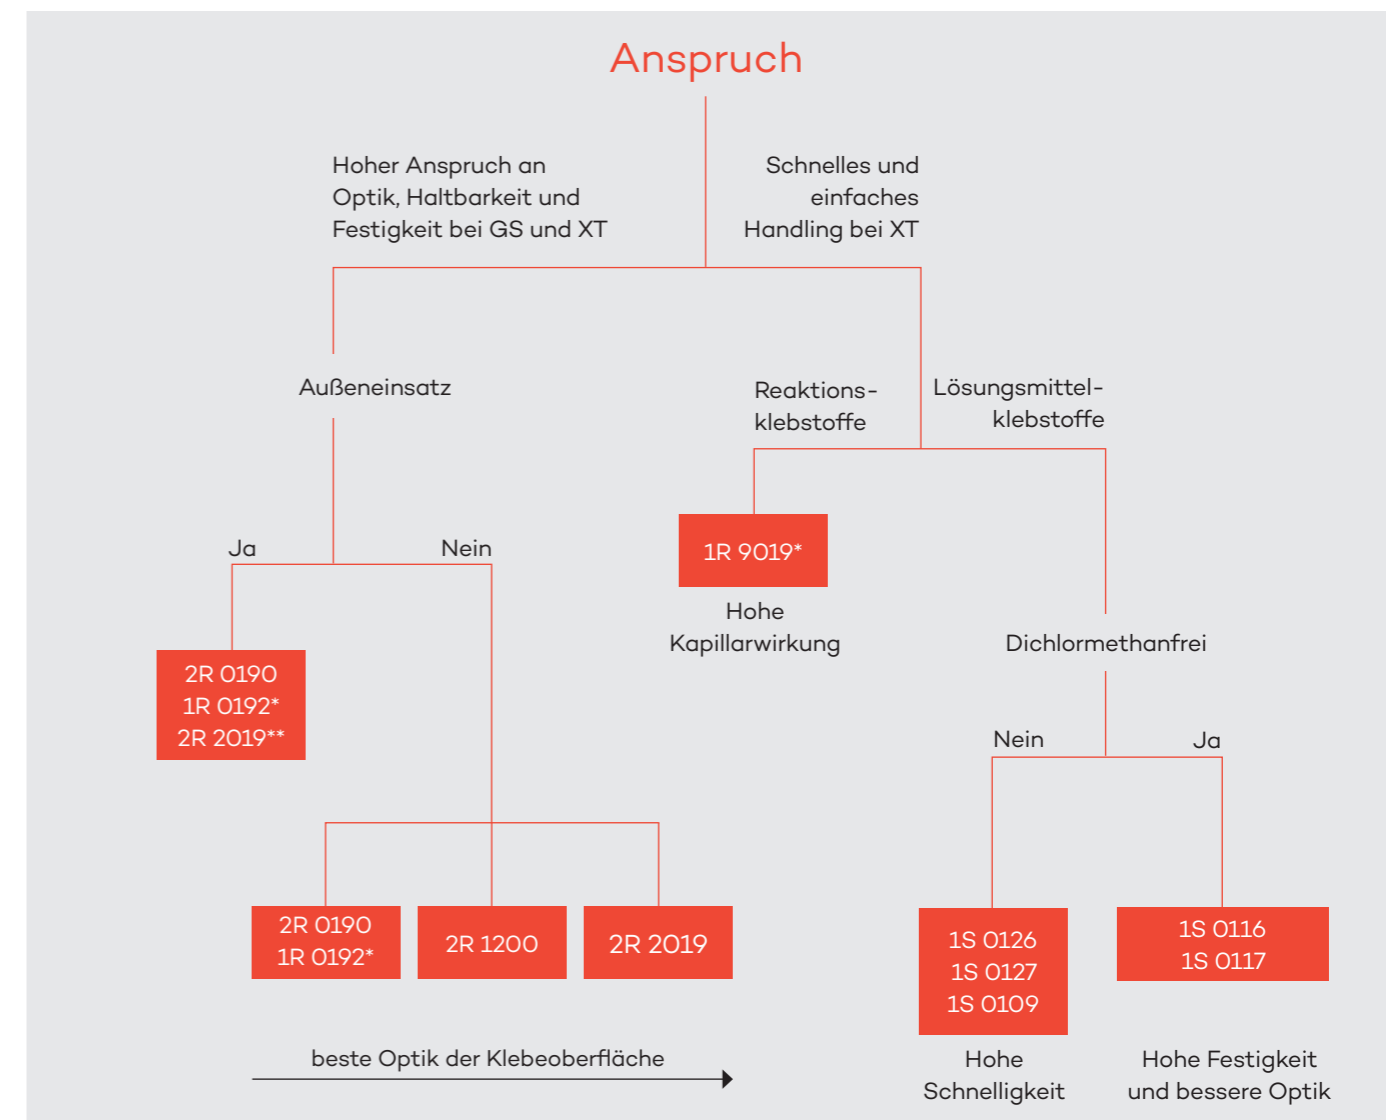 Anspruch
Hoher Anspruch an
Optik, Haltbarkeit und
Festigkeit bei GS und XT
Schnelles und
einfaches
Handling bei XT
Außeneinsatz
Reaktions-
klebstoffe
Lösungsmittel-
klebstoffe
Ja
Nein
1R 9019*
Hohe
Kapillarwirkung
Dichlormethanfrei
2R 0190
1R 0192*
2R 2019**
Nein
Ja
2R 0190
1R 0192*
2R 1200
2R 2019
1S 0126
1S 0127
1S 0109
1S 0116
1S 0117
beste Optik der Klebeoberfläche
Hohe
Schnelligkeit
Hohe Festigkeit
und bessere Optik